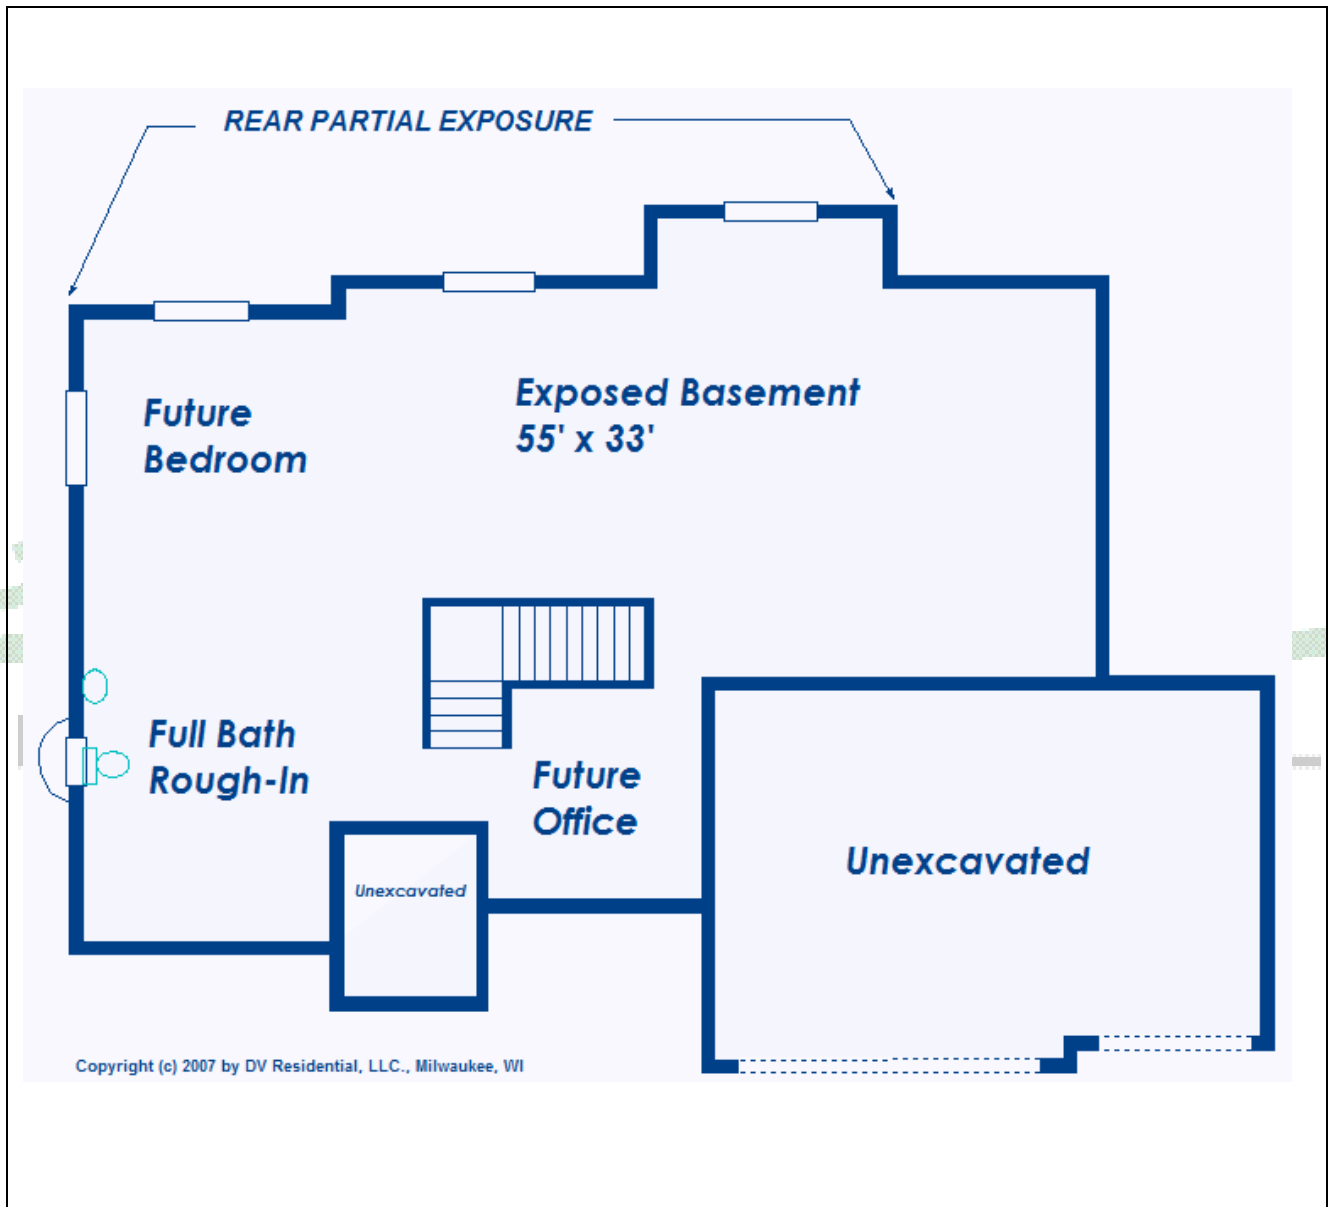 REAR PARTIAL EXPOSURE
Future
Bedroom
Exposed Basement
55' x 33'
Full Bath
Rough-In
Future
Office
Unexcavated
Unexcavated
Copyright (c) 2007 by DV Residential, LLC., Milwaukee, WI